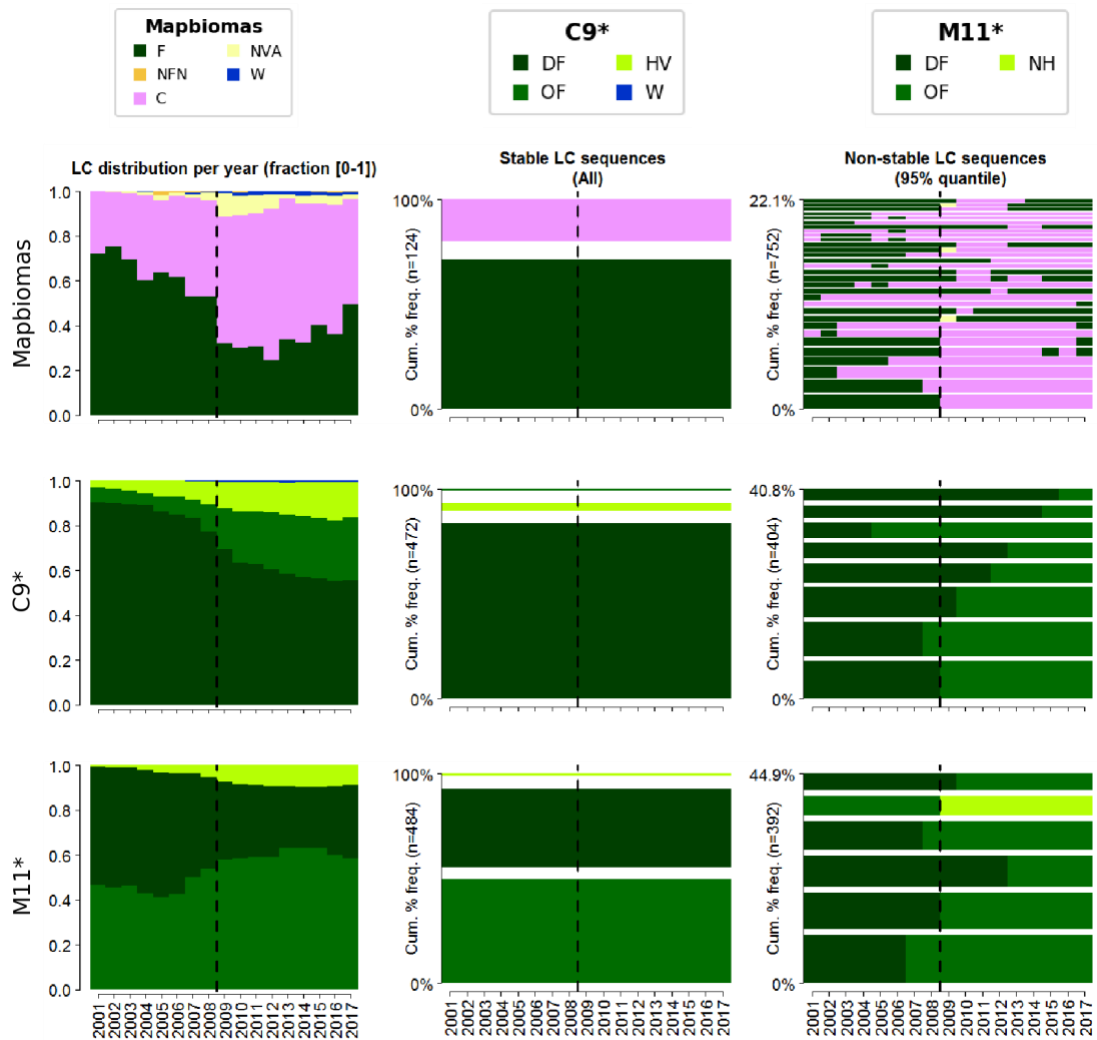 Mapbiomas
F
NVA
NFN
W
C
C9*
DF
HV
OF
W
M11*
DF
NH
OF
LC distribution per year (fraction [0-1])
Stable LC sequences
(All)
Non-stable LC sequences
(95% quantile)
Mapbiomas
1.0
0.8
0.6
0.4
0.2
0.0
100%
Cum. % freq. (n=124)
0%
22.1%
Cum. % freq. (n=752)
0%
C9*
1.0
0.8
0.6
0.4
0.2
0.0
100%
Cum. % freq. (n=472)
0%
40.8%
Cum. % freq. (n=404)
0%
M11*
1.0
0.8
0.6
0.4
0.2
0.0
100%
Cum. % freq. (n=484)
0%
44.9%
Cum. % freq. (n=392)
0%
2001 2002 2003 2004 2005 2006 2007 2008 2009 2010 2011 2012 2013 2014 2015 2016 2017
2001 2002 2003 2004 2005 2006 2007 2008 2009 2010 2011 2012 2013 2014 2015 2016 2017
2001 2002 2003 2004 2005 2006 2007 2008 2009 2010 2011 2012 2013 2014 2015 2016 2017